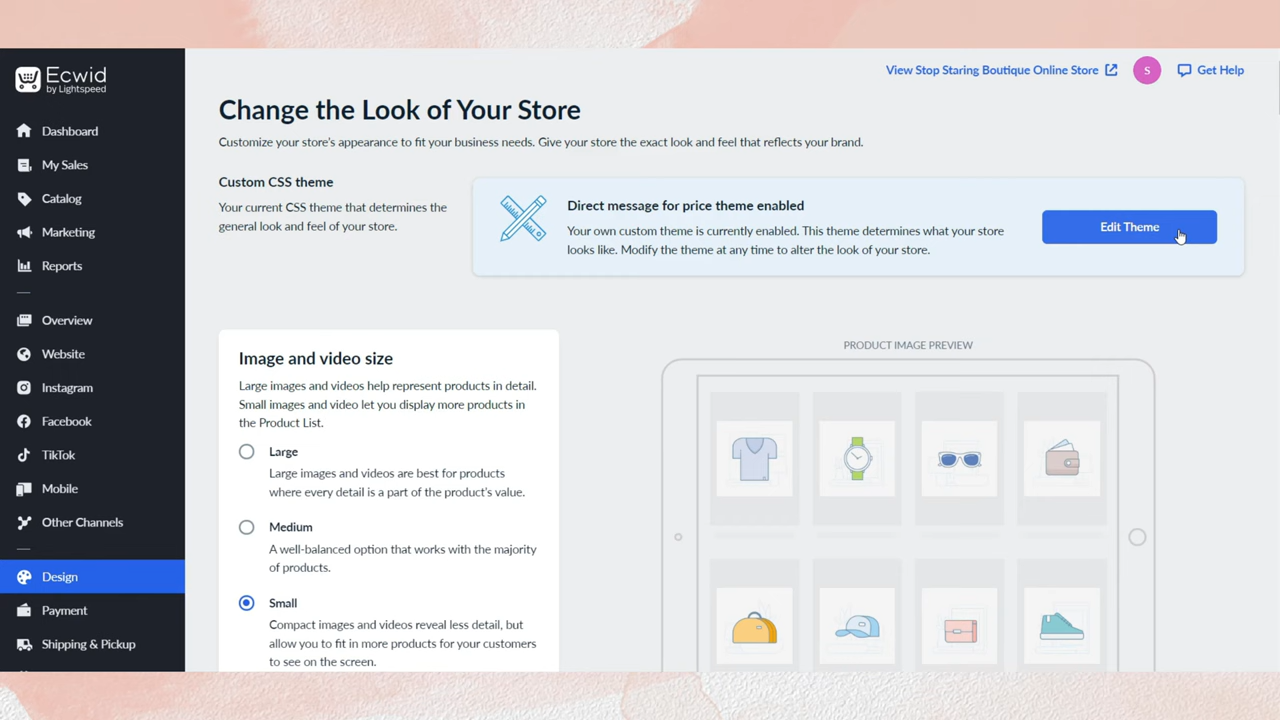 Ecwid
by Lightspeed
Dashboard
My Sales
Catalog
Marketing
Reports
Overview
Website
Instagram
Facebook
TikTok
Mobile
Other Channels
Design
Payment
Shipping & Pickup
View Stop Staring Boutique Online Store
S
Get Help
Change the Look of Your Store
Customize your store's appearance to fit your business needs. Give your store the exact look and feel that reflects your brand.
Custom CSS theme
Your current CSS theme that determines the
general look and feel of your store.
Direct message for price theme enabled
Your own custom theme is currently enabled. This theme determines what your store
looks like. Modify the theme at any time to alter the look of your store.
Edit Theme
Image and video size
Large images and videos help represent products in detail.
Small images and video let you display more products in
the Product List.
Large
Large images and videos are best for products
where every detail is a part of the product's value.
Medium
A well-balanced option that works with the majority
of products.
Small
Compact images and videos reveal less detail, but
allow you to fit in more products for your customers
to see on the screen.
PRODUCT IMAGE PREVIEW